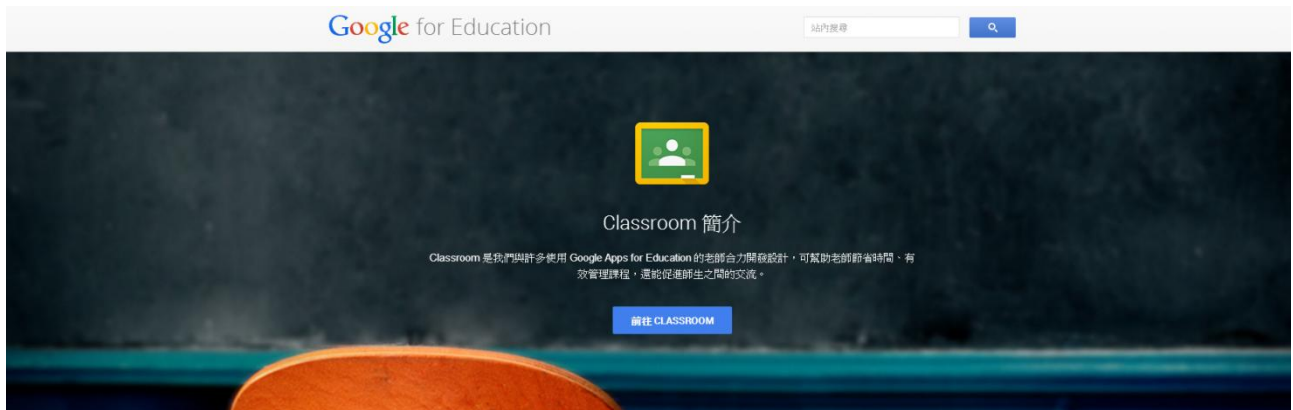 Google for Education
站內搜尋
Classroom 簡介
Classroom 是我們與許多使用 Google Apps for Education 的老師合力開發設計，可幫助老師節省時間、有
效管理課程，還能促進師生之間的交流。
前往 CLASSROOM